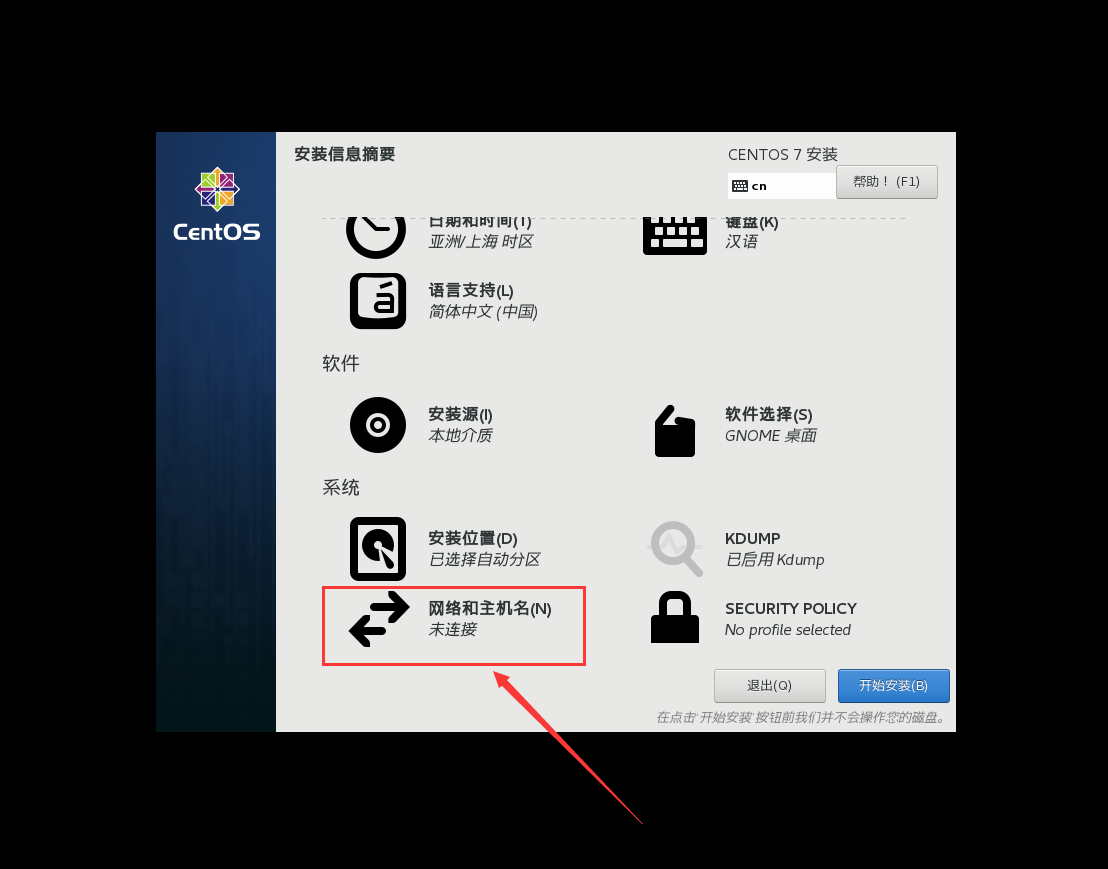 安装信息摘要
CENTOS 7 安装
cn
帮助！(F1)
CentOS
日期和时间(T)
亚洲/上海 时区
键盘(K)
汉语
语言支持(L)
简体中文 (中国)
软件
安装源(I)
本地介质
软件选择(S)
GNOME 桌面
系统
安装位置(D)
已选择自动分区
KDUMP
已启用 Kdump
网络和主机名(N)
未连接
SECURITY POLICY
No profile selected
退出(Q)
开始安装(B)
在点击'开始安装'按钮前我们并不会操作您的磁盘。